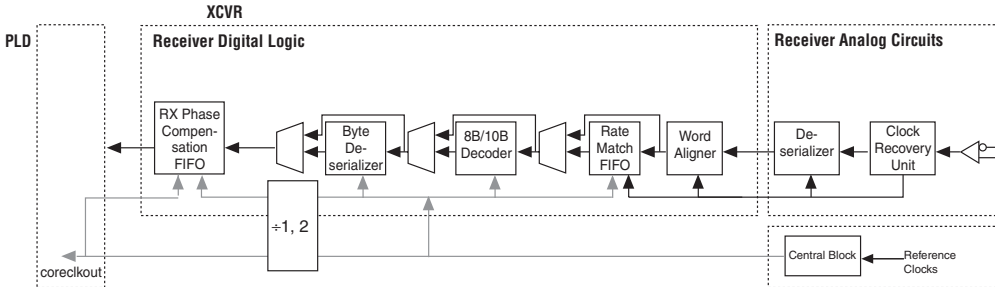 XCVR
PLD
Receiver Digital Logic
Receiver Analog Circuits
RX Phase
Compen-
sation
FIFO
Byte
De-
serializer
8B/10B
Decoder
Rate
Match
FIFO
Word
Aligner
De-
serializer
Clock
Recovery
Unit
÷1, 2
coreclkout
Central Block
Reference
Clocks